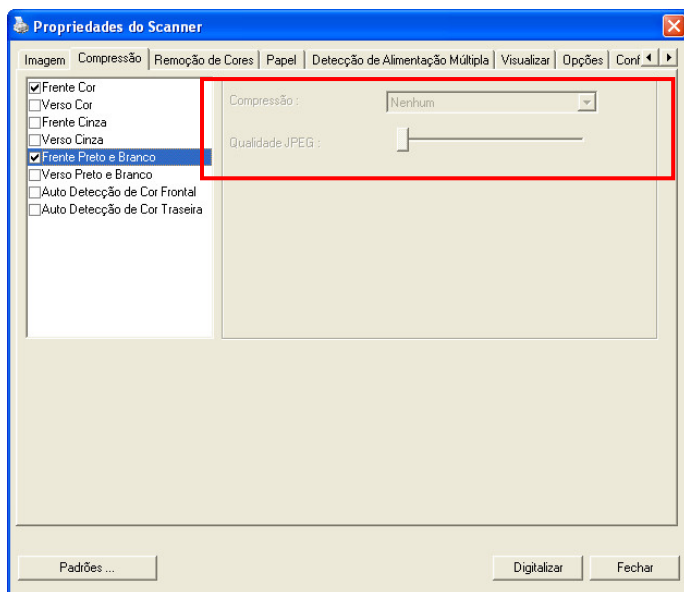 Propriedades do Scanner
Imagem Compressão Remoção de Cores Papel Detecção de Alimentação Múltipla Visualizar Opções Conf
Frente Cor
Verso Cor
Frente Cinza
Verso Cinza
Frente Preto e Branco
Verso Preto e Branco
Auto Detecção de Cor Frontal
Auto Detecção de Cor Traseira
Compressão : Nenhum
Qualidade JPEG :
Padrões ... Digitalizar Fechar